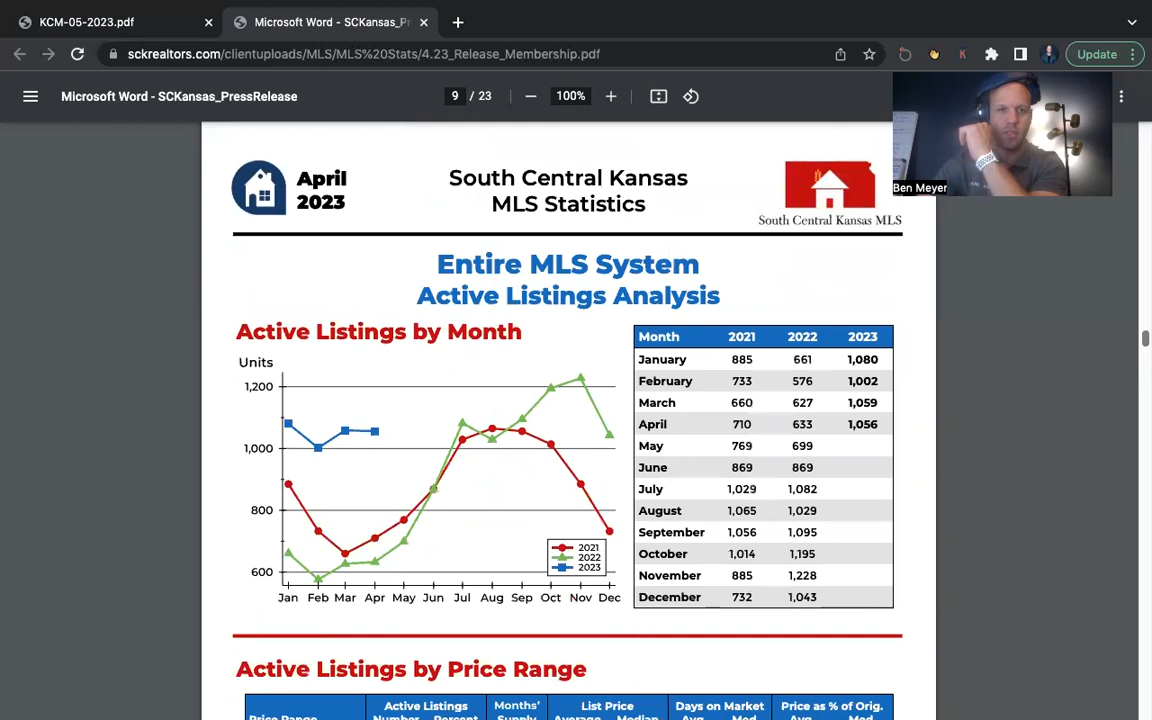 KCM-05-2023.pdf
Microsoft Word - SCKansas_Pr
sckrealtors.com/clientuploads/MLS/MLS%20Stats/4.23_Release_Membership.pdf
K
Update
Microsoft Word - SCKansas_PressRelease
9 / 23
100%
Ben Meyer
April
2023
South Central Kansas
MLS Statistics
South Central Kansas MLS
Entire MLS System
Active Listings Analysis
Active Listings by Month
Units
1,200
1,000
800
600
Jan Feb Mar Apr May Jun Jul Aug Sep Oct Nov Dec
2021
2022
2023
Month 2021 2022 2023
January 885 661 1,080
February 733 576 1,002
March 660 627 1,059
April 710 633 1,056
May 769 699
June 869 869
July 1,029 1,082
August 1,065 1,029
September 1,056 1,095
October 1,014 1,195
November 885 1,228
December 732 1,043
Active Listings by Price Range
Active Listings Months' List Price Days on Market Price as % of Orig.
Price Range Number Percent Supply Average Median Avg. Med. Avg. Med.